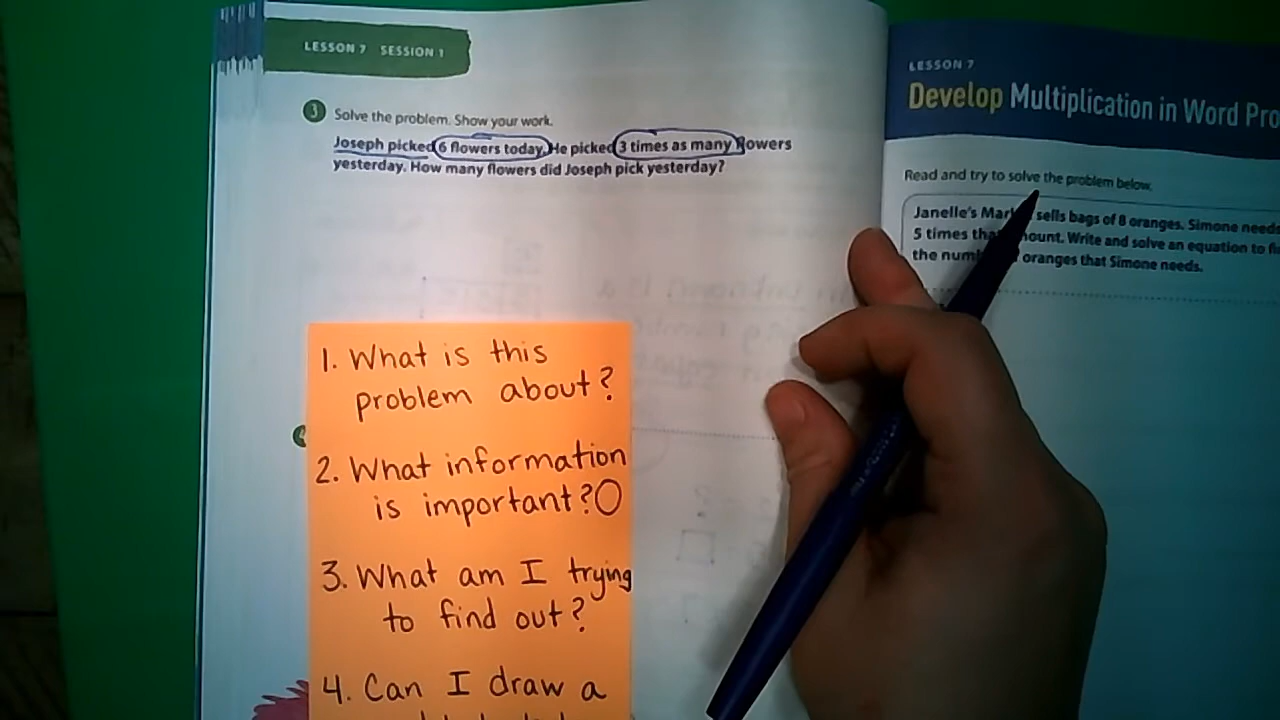 LESSON 7 SESSION 1
3 Solve the problem. Show your work.
Joseph picked 6 flowers today. He picked 3 times as many flowers
yesterday. How many flowers did Joseph pick yesterday?
1. What is this
problem about?
2. What information
is important?
3. What am I trying
to find out?
4. Can I draw a
LESSON 7
Develop Multiplication in Word Pro
Read and try to solve the problem below.
Janelle's Mar sells bags of 8 oranges. Simone needs
5 times tha mount. Write and solve an equation to fi
the num oranges that Simone needs.